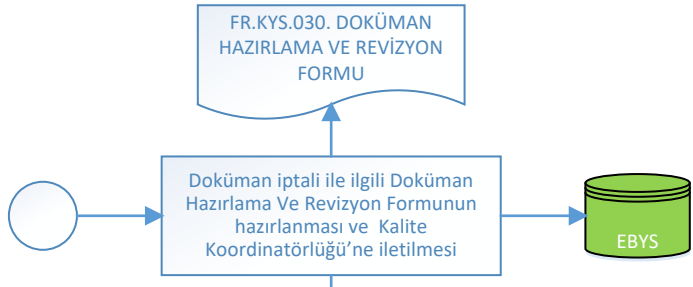 FR.KYS.030. DOKÜMAN
HAZIRLAMA VE REVİZYON
FORMU
Doküman iptali ile ilgili Doküman
Hazırlama Ve Revizyon Formunun
hazırlanması ve Kalite
Koordinatörlüğü’ne iletilmesi
EBYS